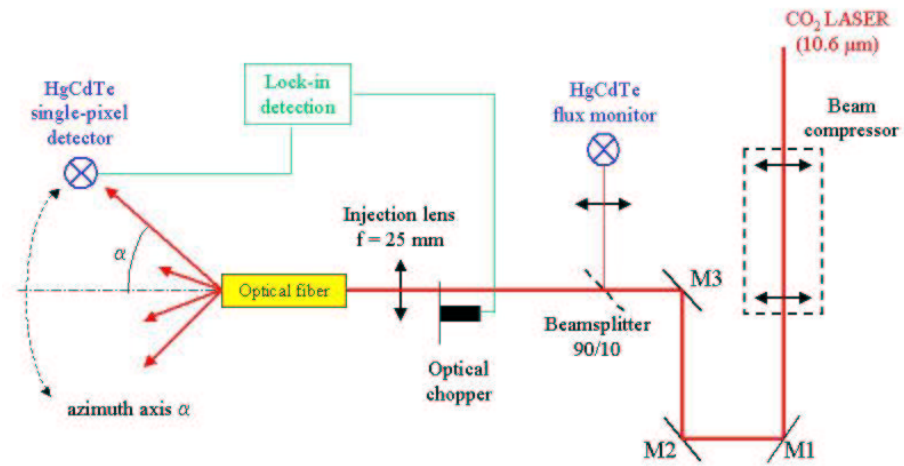 CO₂ LASER
(10.6 µm)
HgCdTe
single-pixel
detector
Lock-in
detection
HgCdTe
flux monitor
Beam
compressor
Injection lens
f = 25 mm
α
Optical fiber
M3
Beamsplitter
90/10
Optical
chopper
azimuth axis α
M2
M1